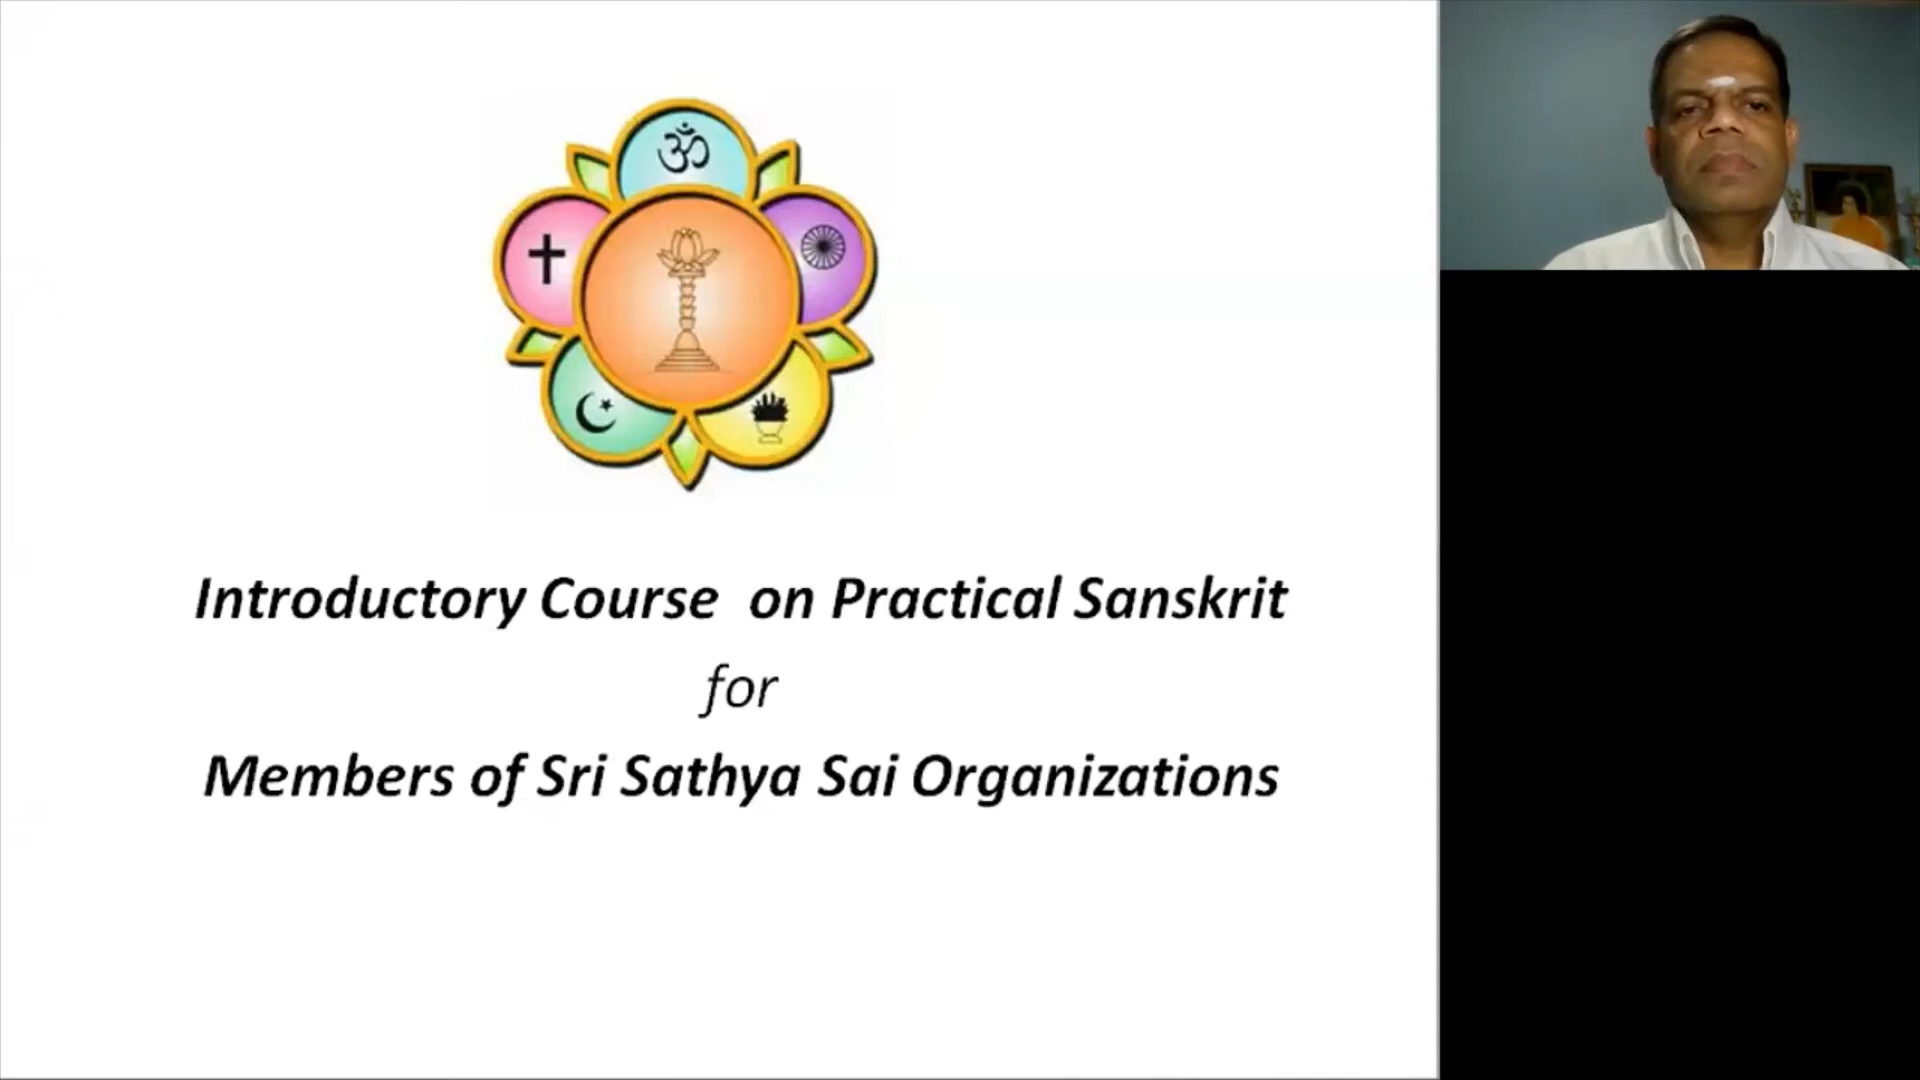 ॐ
Introductory Course on Practical Sanskrit
for
Members of Sri Sathya Sai Organizations